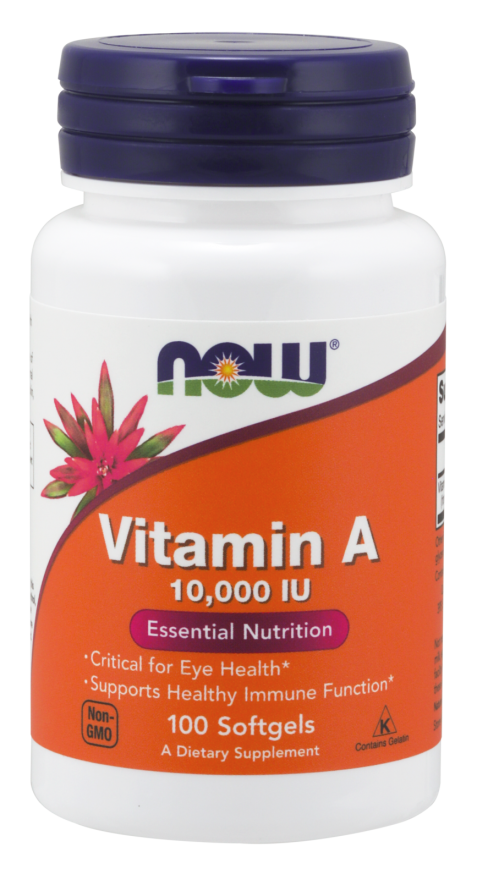 NOW®
Vitamin A
10,000 IU
Essential Nutrition
•Critical for Eye Health*
•Supports Healthy Immune Function*
Non-
GMO
100 Softgels
A Dietary Supplement
K
Contains Gelatin